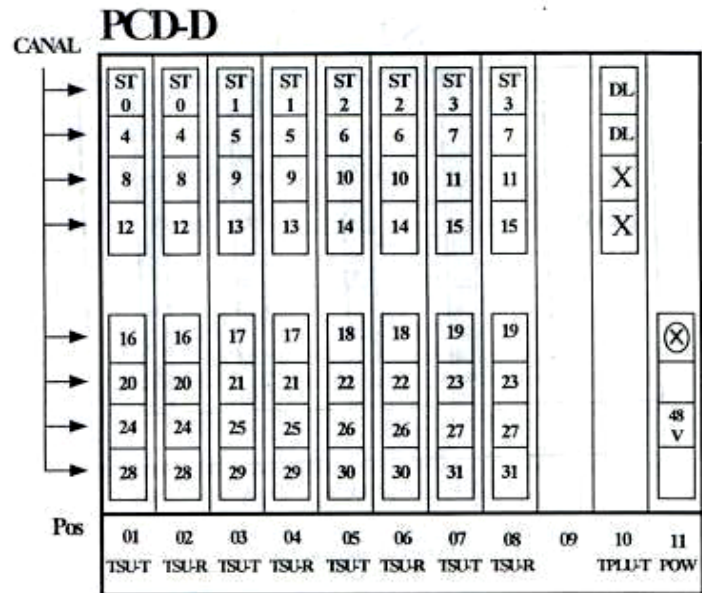 PCD-D
CANAL
ST ST ST ST ST ST ST ST
0 0 1 1 2 2 3 3 DL
4 4 5 5 6 6 7 7 DL
8 8 9 9 10 10 11 11 X
12 12 13 13 14 14 15 15 X
16 16 17 17 18 18 19 19 X
20 20 21 21 22 22 23 23
24 24 25 25 26 26 27 27 48 V
28 28 29 29 30 30 31 31
Pos 01 02 03 04 05 06 07 08 09 10 11
TSU-T TSU-R TSU-T TSU-R TSU-T TSU-R TSU-T TSU-R TPLU-T POW